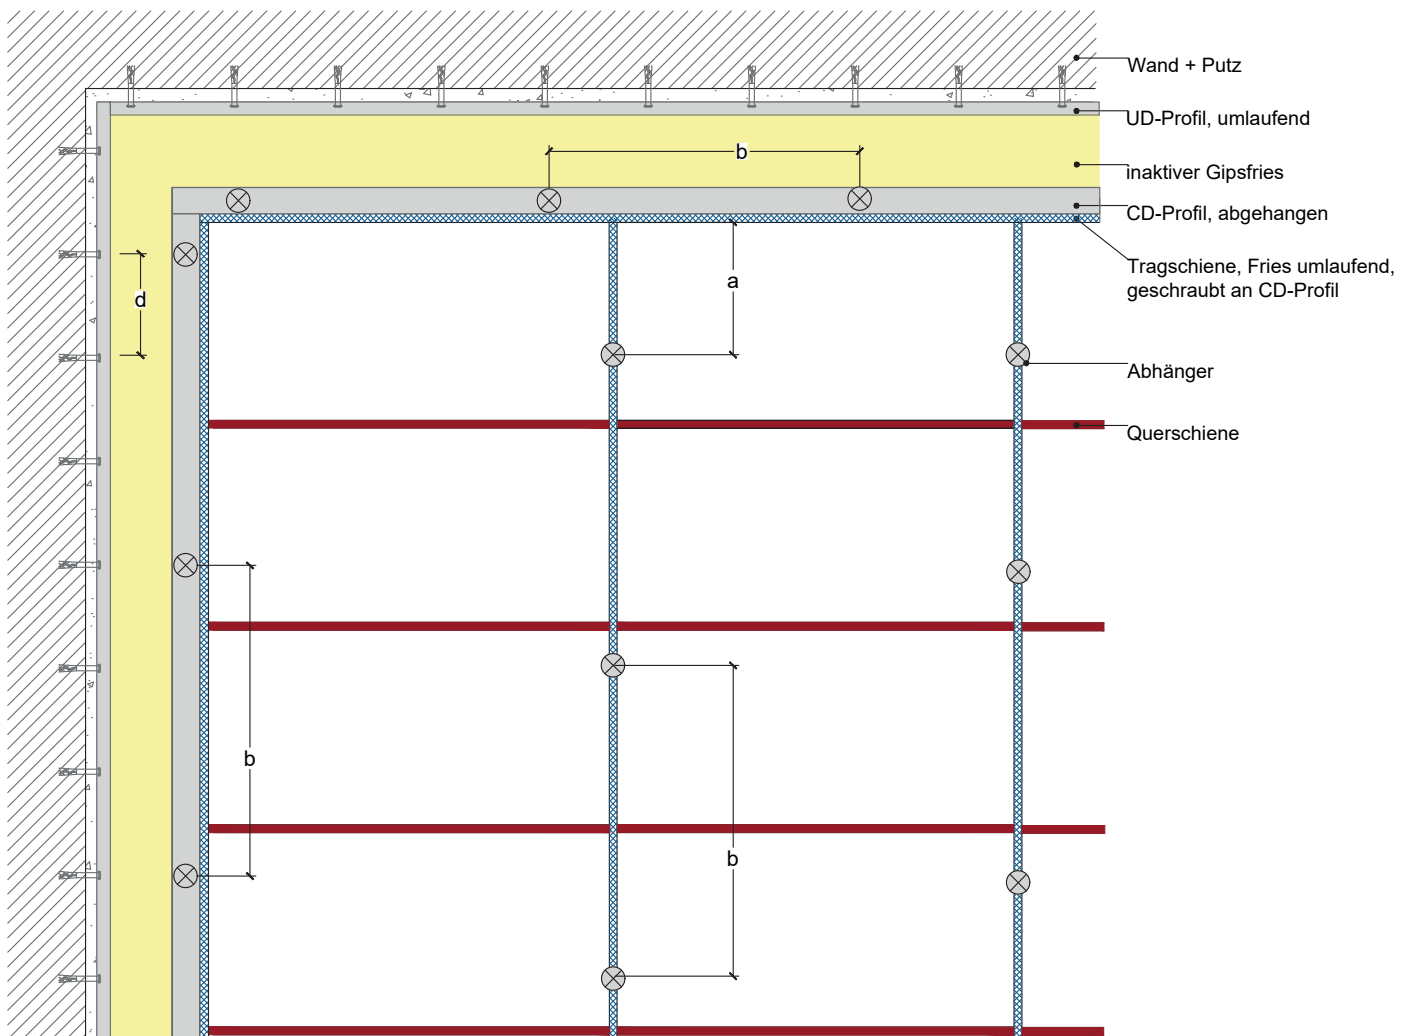 Wand + Putz
UD-Profil, umlaufend
b
inaktiver Gipsfries
CD-Profil, abgehangen
Tragschiene, Fries umlaufend,
geschraubt an CD-Profil
a
d
Abhänger
Querschiene
b
b